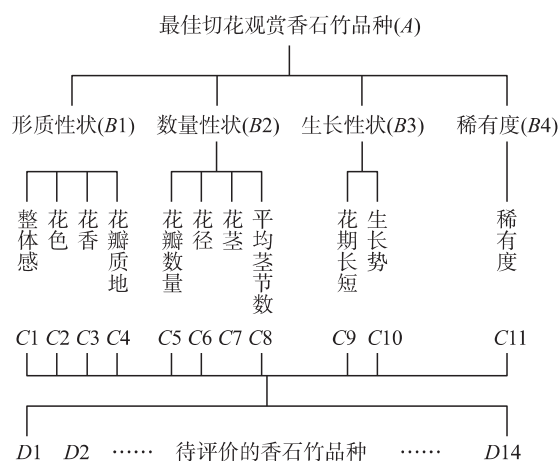 最佳切花观赏香石竹品种(A)
形质性状(B1) 数量性状(B2) 生长性状(B3) 稀有度(B4)
整体感 花色 花香 花瓣质地 花瓣数量 花径 花茎 平均茎节数 花期长短 生长势 稀有度
C1 C2 C3 C4 C5 C6 C7 C8 C9 C10 C11
D1 D2 …… 待评价的香石竹品种 …… D14